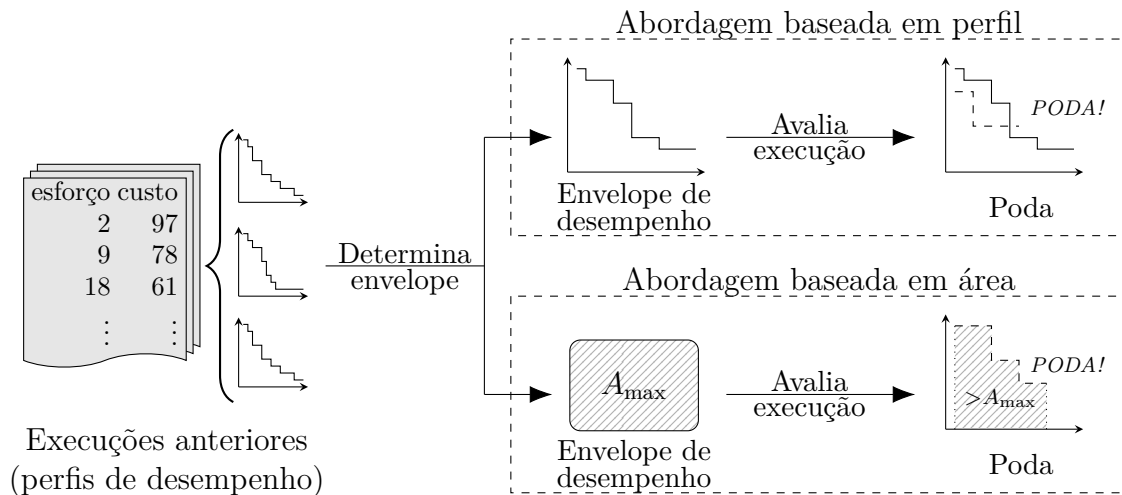 esforço custo
2 97
9 78
18 61
⋮ ⋮
Execuções anteriores
(perfis de desempenho)
Determina
envelope
Abordagem baseada em perfil
Envelope de
desempenho
Avalia
execução
PODA!
Poda
Abordagem baseada em área
A_max
Envelope de
desempenho
Avalia
execução
PODA!
>A_max
Poda